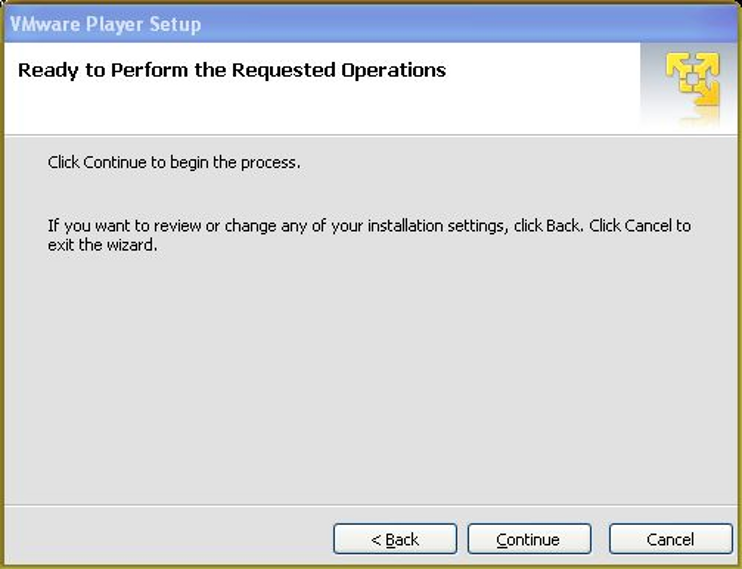 VMware Player Setup
Ready to Perform the Requested Operations
Click Continue to begin the process.
If you want to review or change any of your installation settings, click Back. Click Cancel to
exit the wizard.
< Back Continue Cancel